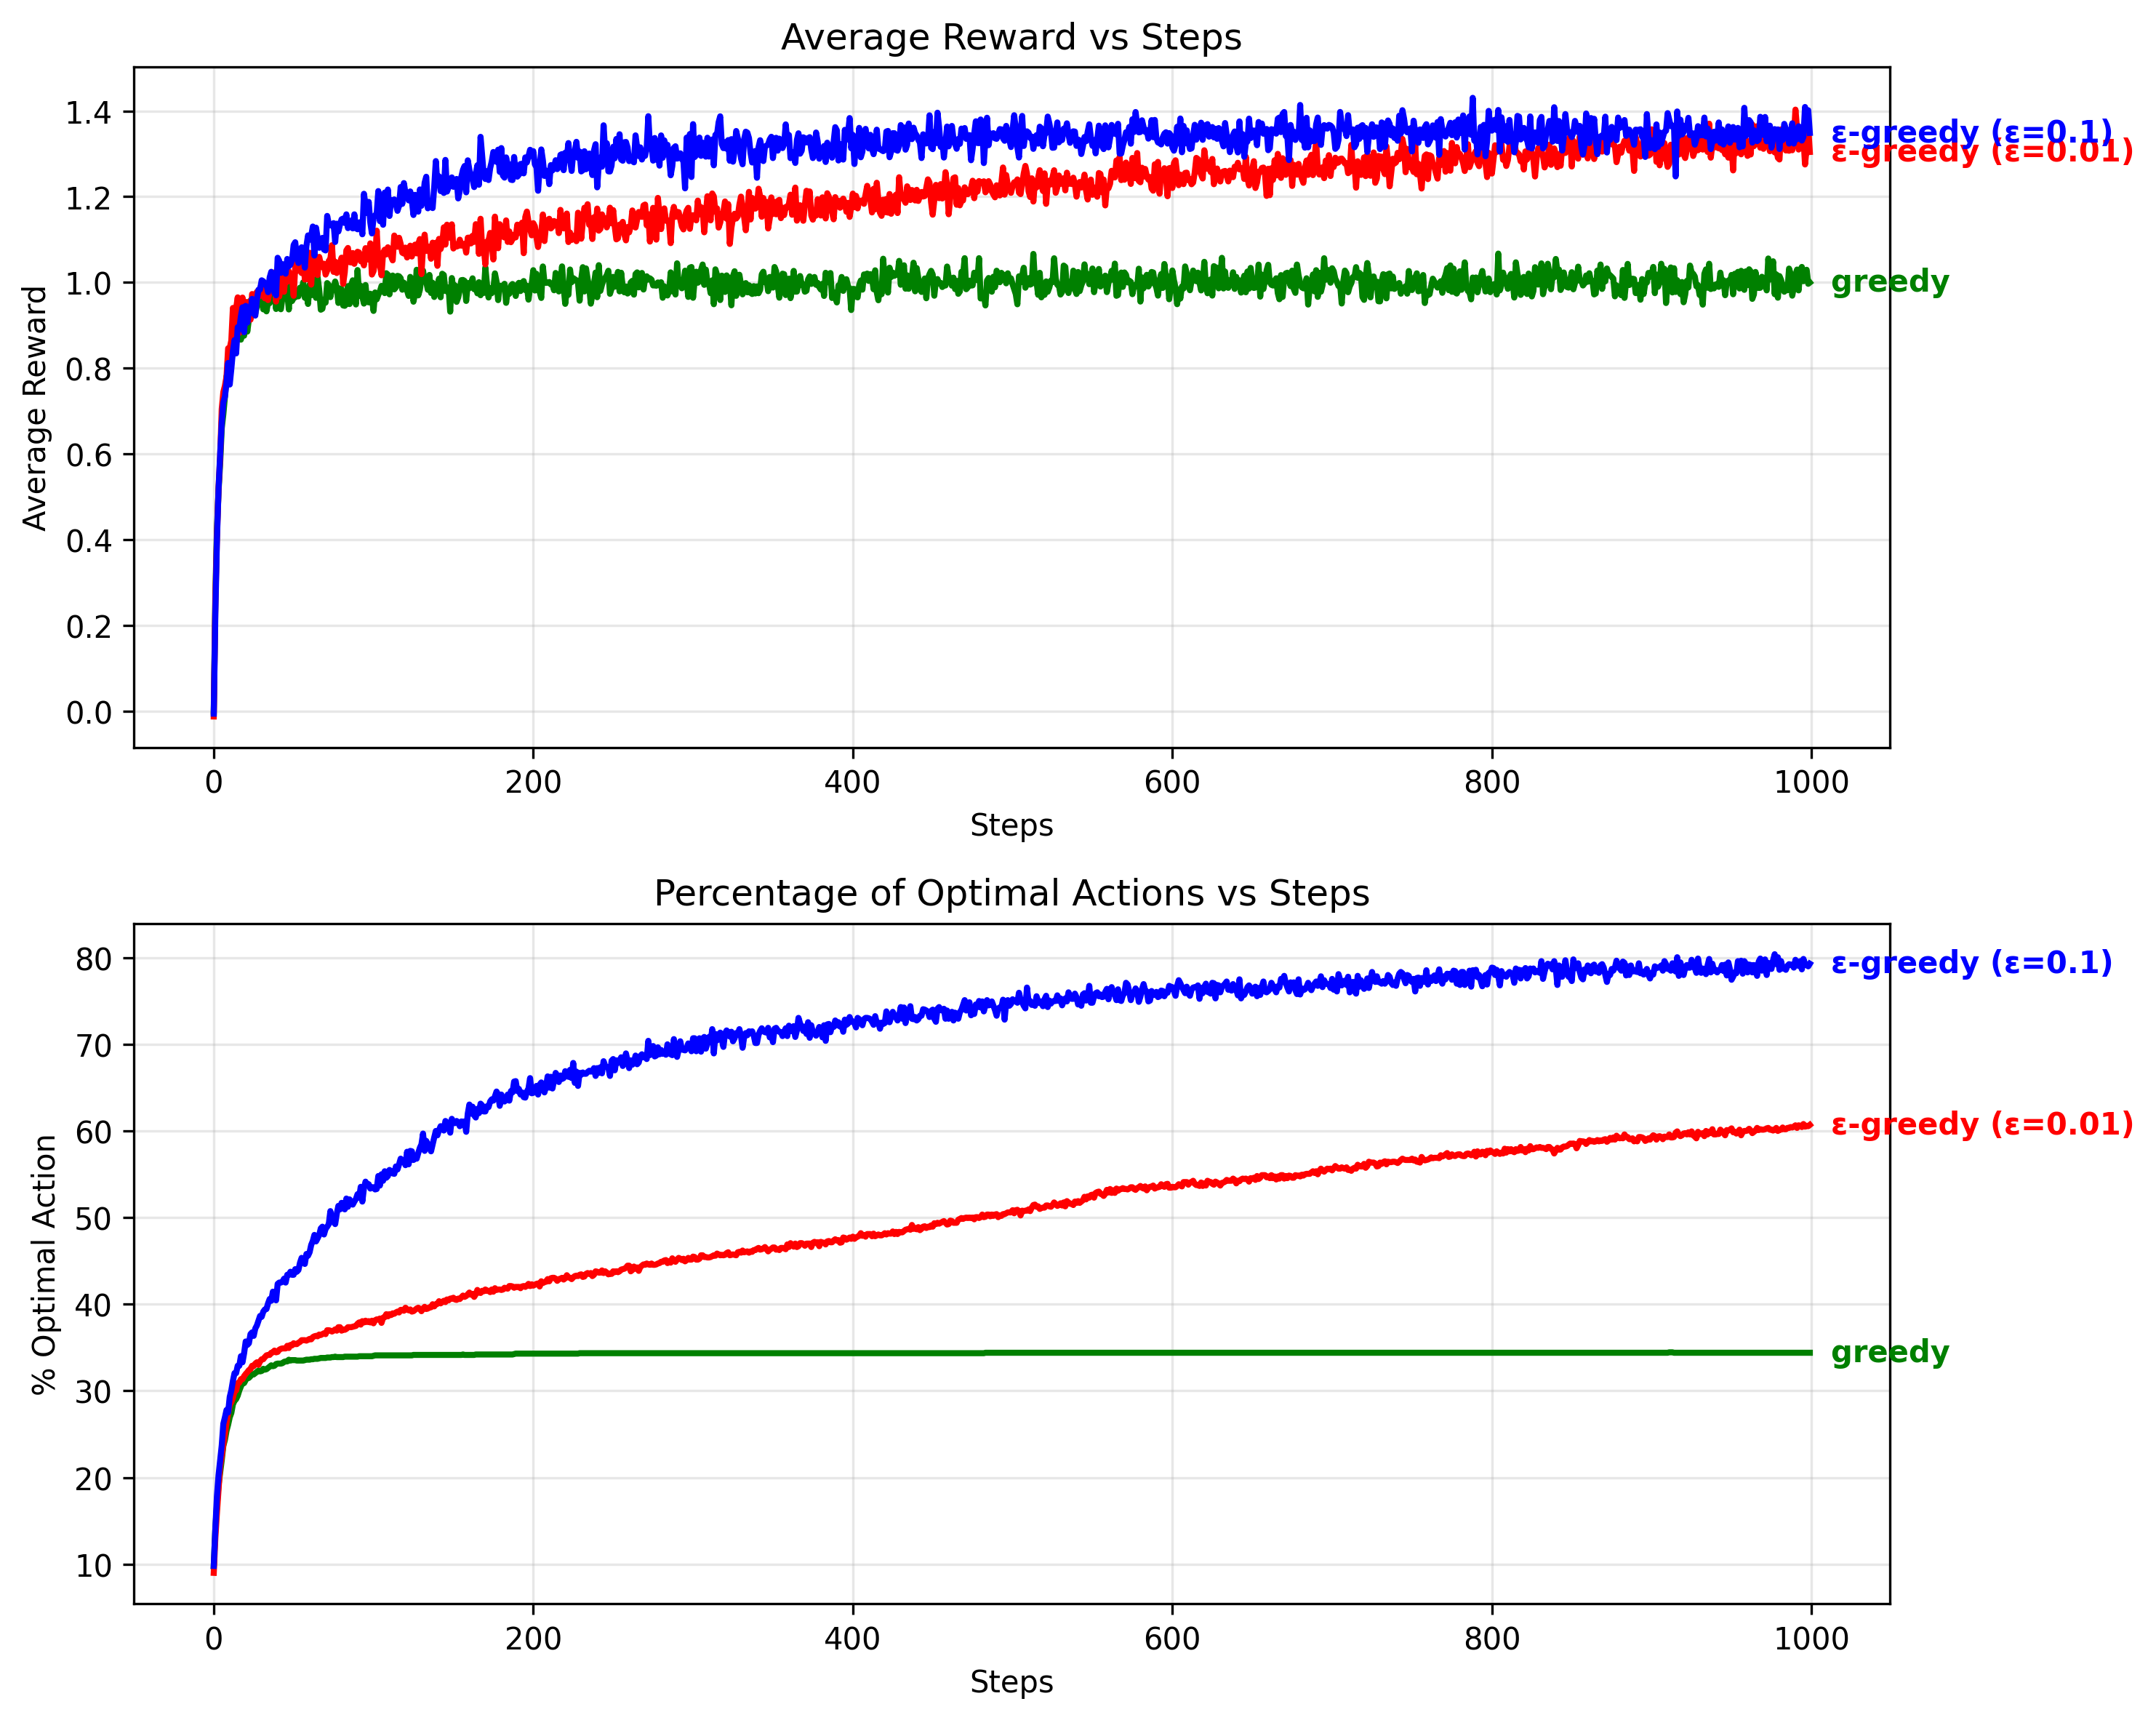 Average Reward vs Steps
1.4
1.2
1.0
0.8
0.6
0.4
0.2
0.0
Average Reward
ε-greedy (ε=0.1)
ε-greedy (ε=0.01)
greedy
0 200 400 600 800 1000
Steps
Percentage of Optimal Actions vs Steps
80
70
60
50
40
30
20
10
% Optimal Action
ε-greedy (ε=0.1)
ε-greedy (ε=0.01)
greedy
0 200 400 600 800 1000
Steps